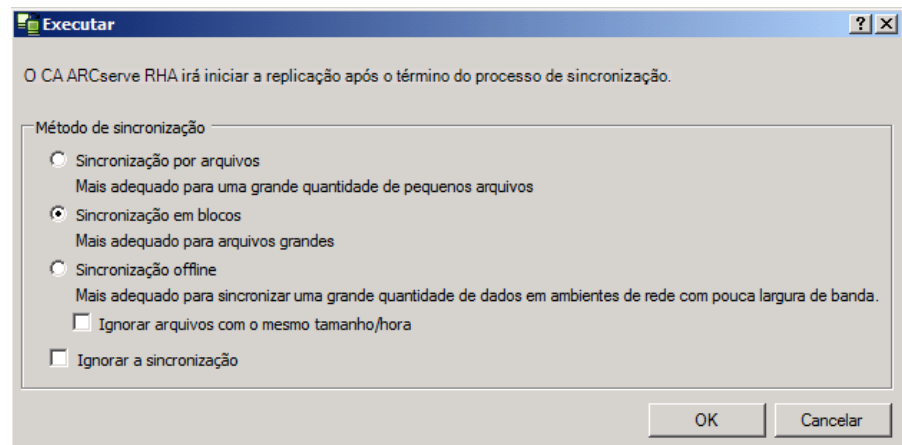 Executar
O CA ARCserve RHA irá iniciar a replicação após o término do processo de sincronização.
Método de sincronização
Sincronização por arquivos
Mais adequado para uma grande quantidade de pequenos arquivos
Sincronização em blocos
Mais adequado para arquivos grandes
Sincronização offline
Mais adequado para sincronizar uma grande quantidade de dados em ambientes de rede com pouca largura de banda.
Ignorar arquivos com o mesmo tamanho/hora
Ignorar a sincronização
OK Cancelar